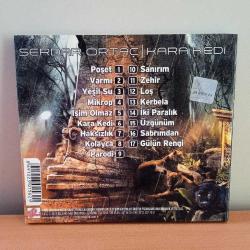 SERDAR ORTAÇ | KARA KEDİ
Poşet 1 10 Sanırım
Varmı 2 11 Zehir
Yeşil Su 3 12 Loş
Mikrop 4 13 Kerbela
İşim Olmaz 5 14 İki Paralık
Kara Kedi 6 15 Üzgünüm
Haksızlık 7 16 Sabrımdan
Kolayca 8 17 Gülün Rengi
Parodi 9